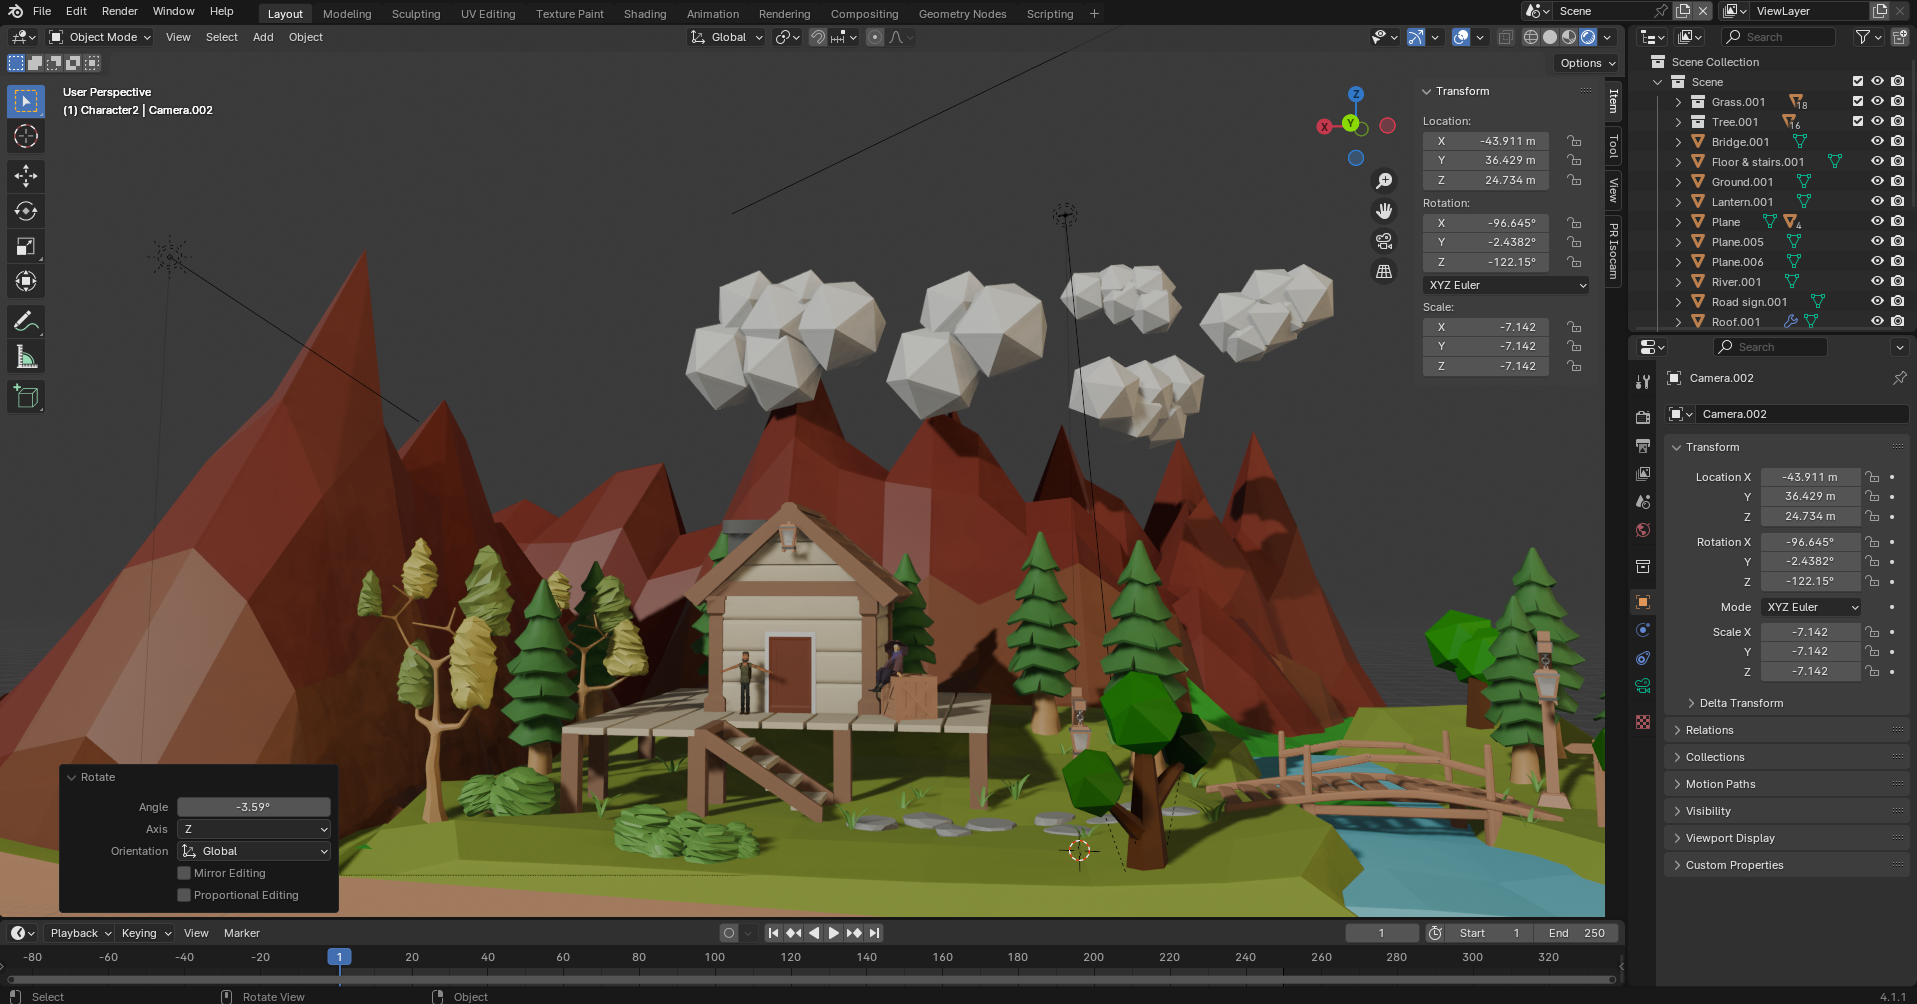 File Edit Render Window Help Layout Modeling Sculpting UV Editing Texture Paint Shading Animation Rendering Compositing Geometry Nodes Scripting + Scene ViewLayer
Object Mode View Select Add Object Global Search
Options
User Perspective
(1) Character2 | Camera.002
Z
X
Y
Transform
Location:
X -43.911 m
Y 36.429 m
Z 24.734 m
Rotation:
X -96.645°
Y -2.4382°
Z -122.15°
XYZ Euler
Scale:
X -7.142
Y -7.142
Z -7.142
Item
Tool
View
PR Isocam
Scene Collection
Scene
Grass.001 18
Tree.001 16
Bridge.001
Floor & stairs.001
Ground.001
Lantern.001
Plane 4
Plane.005
Plane.006
River.001
Road sign.001
Roof.001
Search
Camera.002
Camera.002
Transform
Location X -43.911 m
Y 36.429 m
Z 24.734 m
Rotation X -96.645°
Y -2.4382°
Z -122.15°
Mode XYZ Euler
Scale X -7.142
Y -7.142
Z -7.142
Delta Transform
Relations
Collections
Motion Paths
Visibility
Viewport Display
Custom Properties
Rotate
Angle -3.59°
Axis Z
Orientation Global
Mirror Editing
Proportional Editing
Playback Keying View Marker 1 Start 1 End 250
-80 -60 -40 -20 1 20 40 60 80 100 120 140 160 180 200 220 240 260 280 300 320
Select Rotate View Object 4.1.1